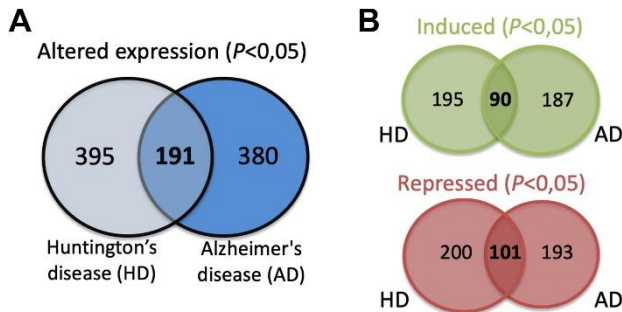 A
Altered expression (P<0,05)
395
191
380
Huntington's
disease (HD)
Alzheimer's
disease (AD)
B
Induced (P<0,05)
195
90
187
HD
AD
Repressed (P<0,05)
200
101
193
HD
AD